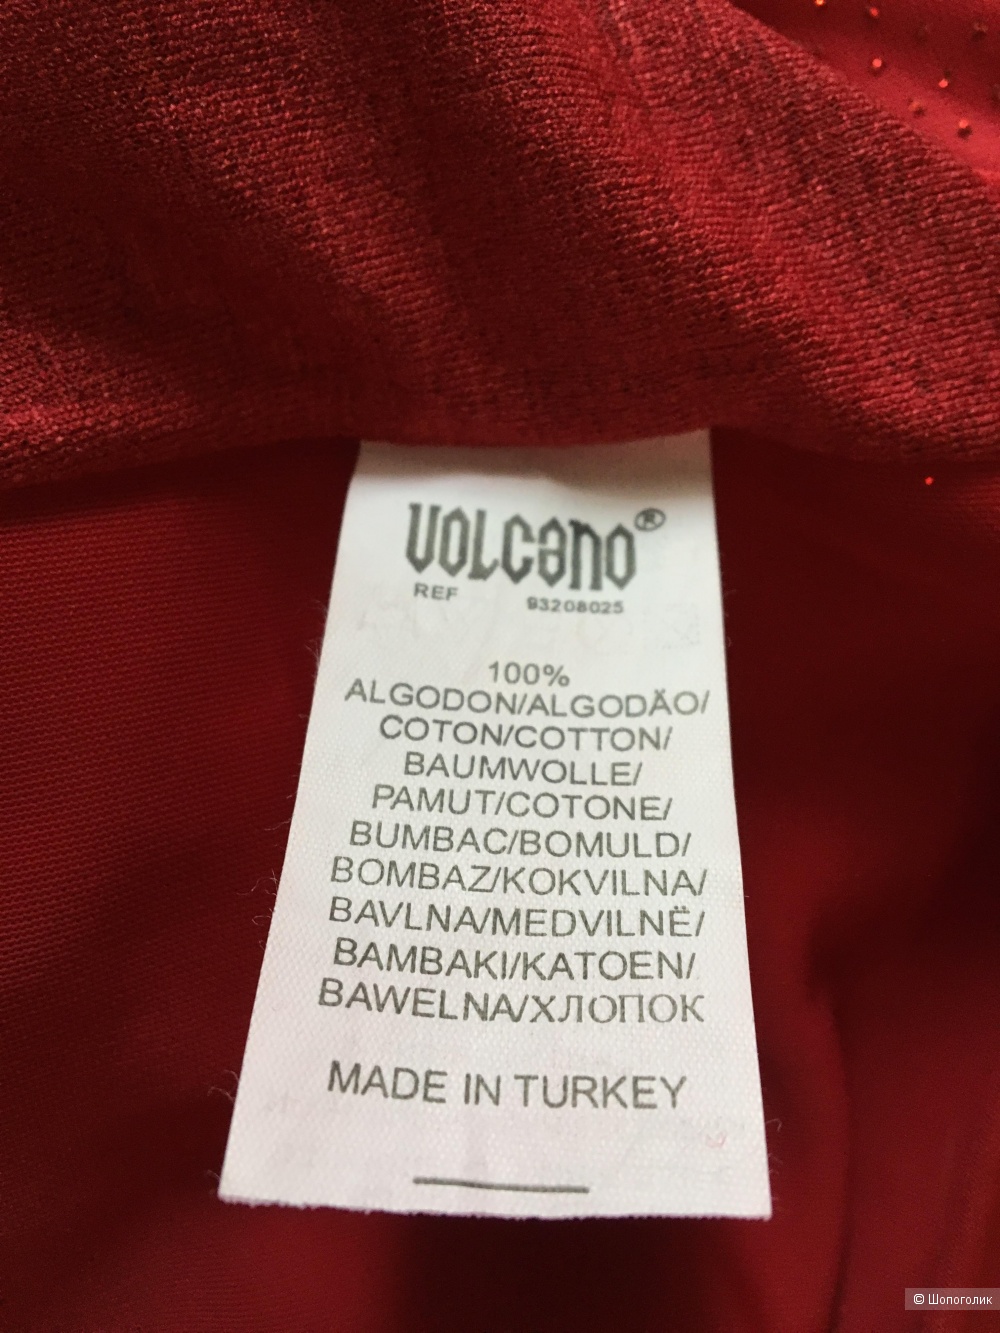 VOLCANO®
REF 93208025
100%
ALGODON/ALGODÄO/
COTON/COTTON/
BAUMWOLLE/
PAMUT/COTONE/
BUMBAC/BOMULD/
BOMBAZ/KOKVILNA/
BAVLNA/MEDVILNË/
BAMBAKI/KATOEN/
BAWELNA/ХЛОПОК
MADE IN TURKEY
© Шопоголик